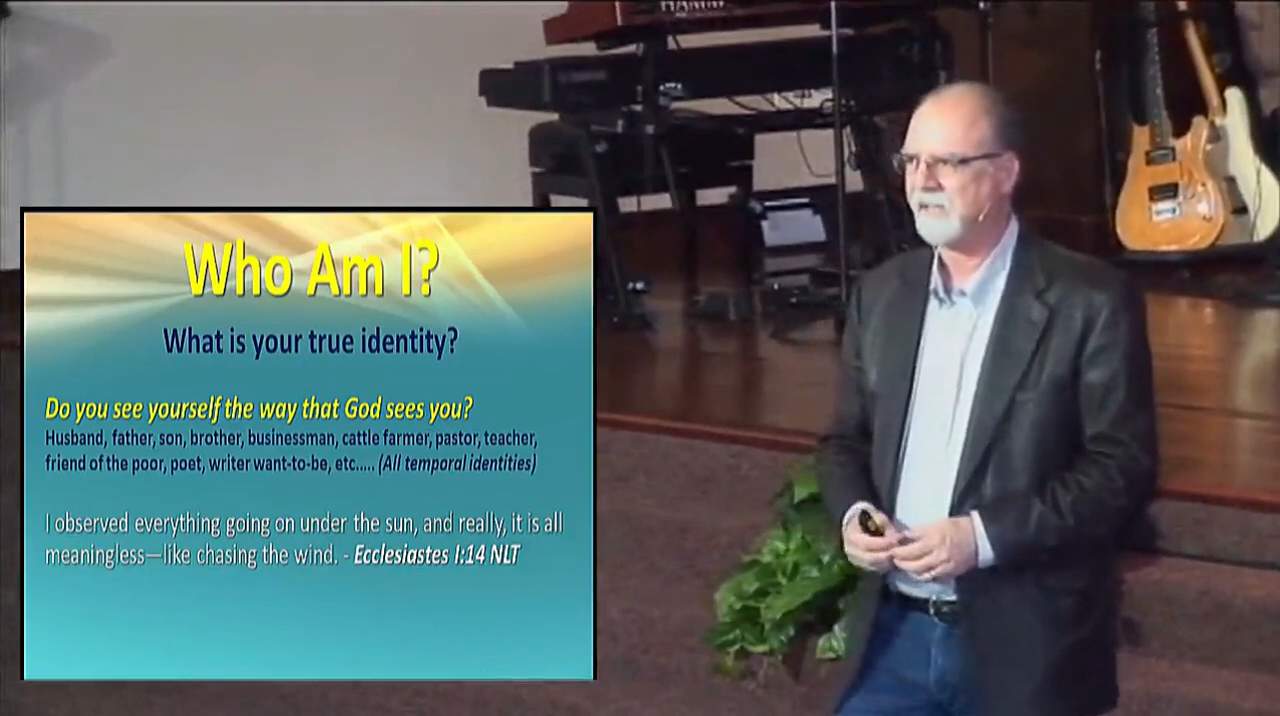 Who Am I?
What is your true identity?
Do you see yourself the way that God sees you?
Husband, father, son, brother, businessman, cattle farmer, pastor, teacher,
friend of the poor, poet, writer want-to-be, etc..... (All temporal identities)
I observed everything going on under the sun, and really, it is all
meaningless—like chasing the wind. - Ecclesiastes I:14 NLT